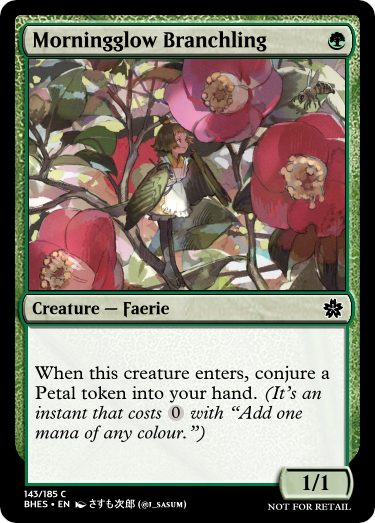 Morningglow Branchling
Creature — Faerie
When this creature enters, conjure a
Petal token into your hand. (It's an
instant that costs 0 with “Add one
mana of any colour.”)
1/1
143/185 C
BHES • EN さすも次郎 (@I_SASUM)
NOT FOR RETAIL